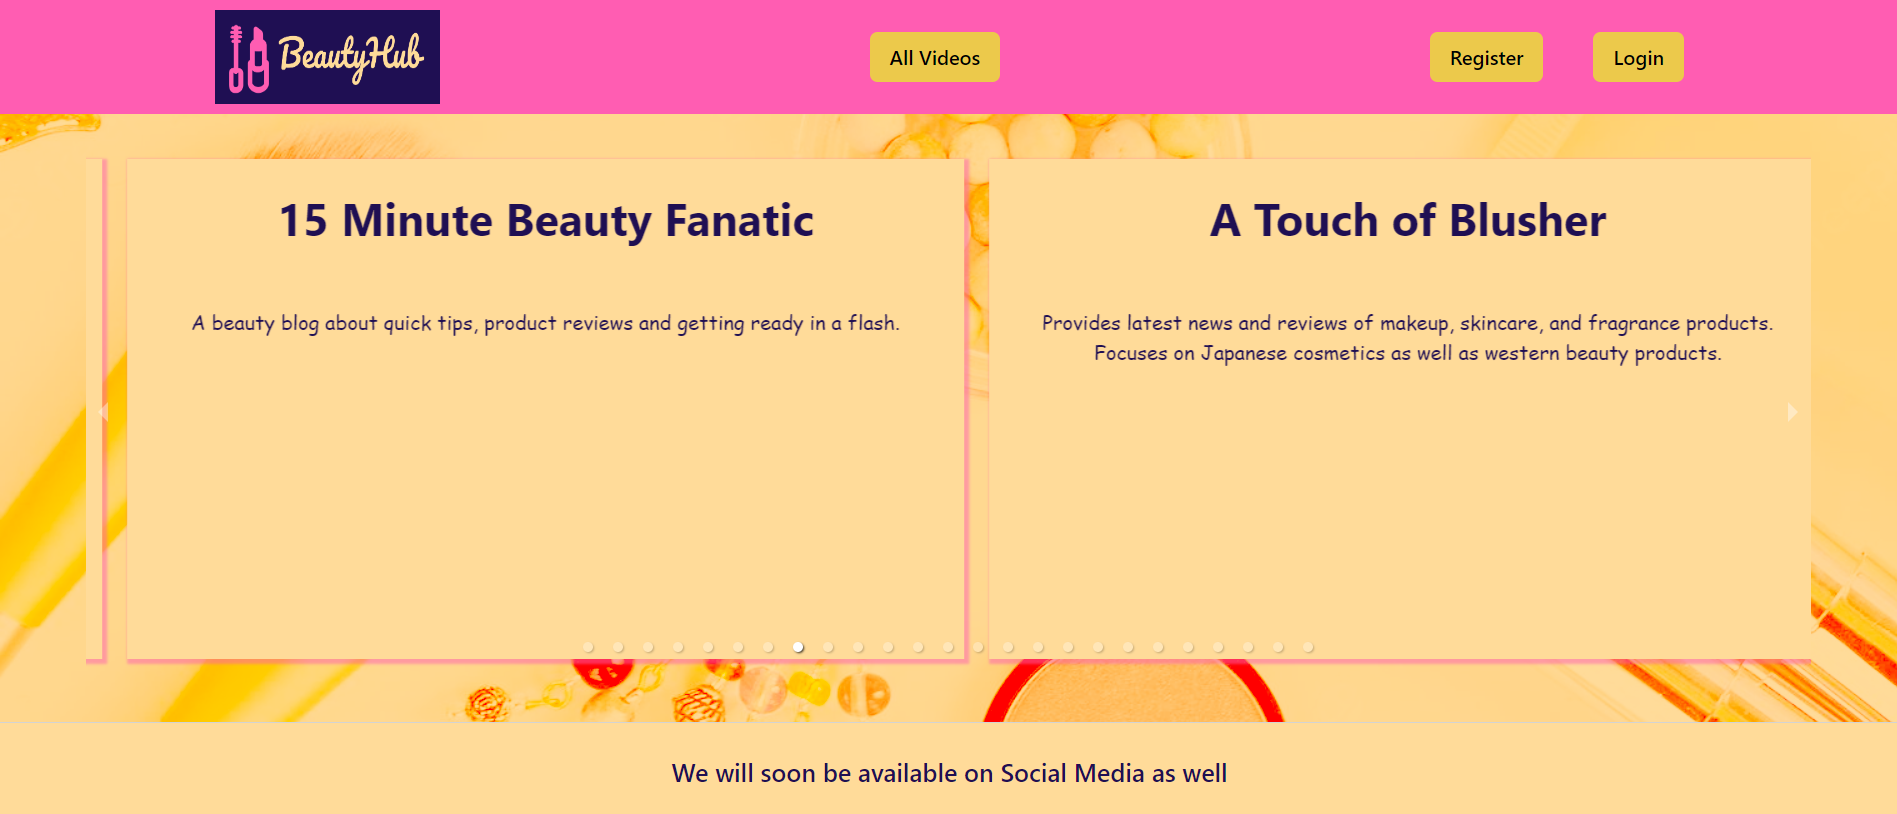 BeautyHub
All Videos
Register
Login
15 Minute Beauty Fanatic
A beauty blog about quick tips, product reviews and getting ready in a flash.
A Touch of Blusher
Provides latest news and reviews of makeup, skincare, and fragrance products.
Focuses on Japanese cosmetics as well as western beauty products.
We will soon be available on Social Media as well